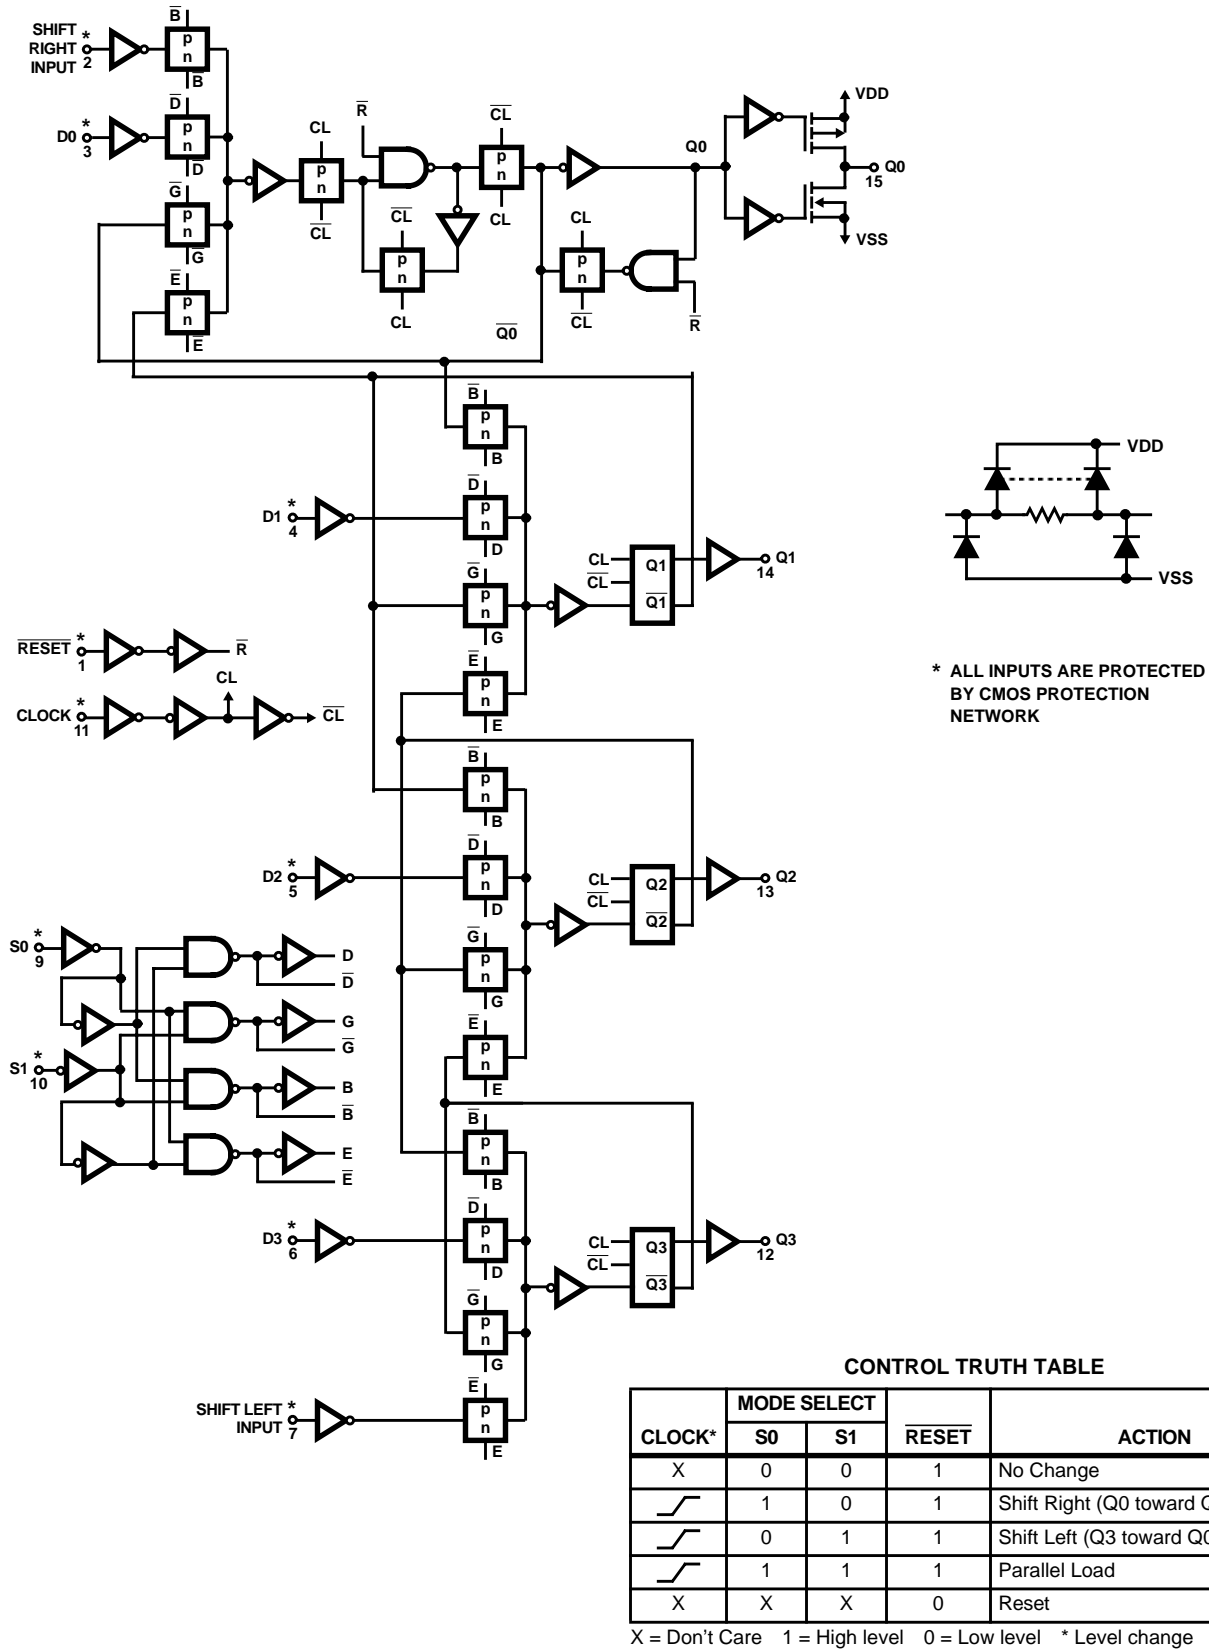 B
SHIFT
RIGHT
INPUT
*
2
p
n
B
D
D0
*
3
p
n
D
G
p
n
G
E
p
n
E
CL
p
n
CL
R
CL
p
n
CL
CL
p
n
CL
Q0
CL
p
n
CL
R
Q0
VDD
Q0
15
VSS
B
p
n
B
D1
*
4
D
p
n
D
G
p
n
G
E
p
n
E
CL
CL
Q1
Q1
Q1
14
VDD
VSS
* ALL INPUTS ARE PROTECTED
BY CMOS PROTECTION
NETWORK
RESET
*
1
R
CLOCK
*
11
CL
CL
B
p
n
B
D2
*
5
D
p
n
D
G
p
n
G
E
p
n
E
CL
CL
Q2
Q2
Q2
13
S0
*
9
S1
*
10
D
D
G
G
B
B
E
E
B
p
n
B
D3
*
6
D
p
n
D
G
p
n
G
SHIFT LEFT
INPUT
*
7
E
p
n
E
CL
CL
Q3
Q3
Q3
12
CONTROL TRUTH TABLE
CLOCK* MODE SELECT RESET ACTION
S0 S1
X 0 0 1 No Change
1 0 1 Shift Right (Q0 toward
0 1 1 Shift Left (Q3 toward Q0
1 1 1 Parallel Load
X X X 0 Reset
X = Don't Care 1 = High level 0 = Low level * Level change